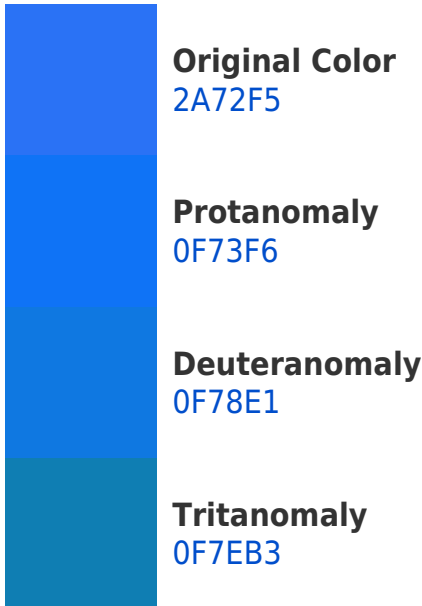 Original Color
2A72F5
Protanomaly
0F73F6
Deuteranomaly
0F78E1
Tritanomaly
0F7EB3